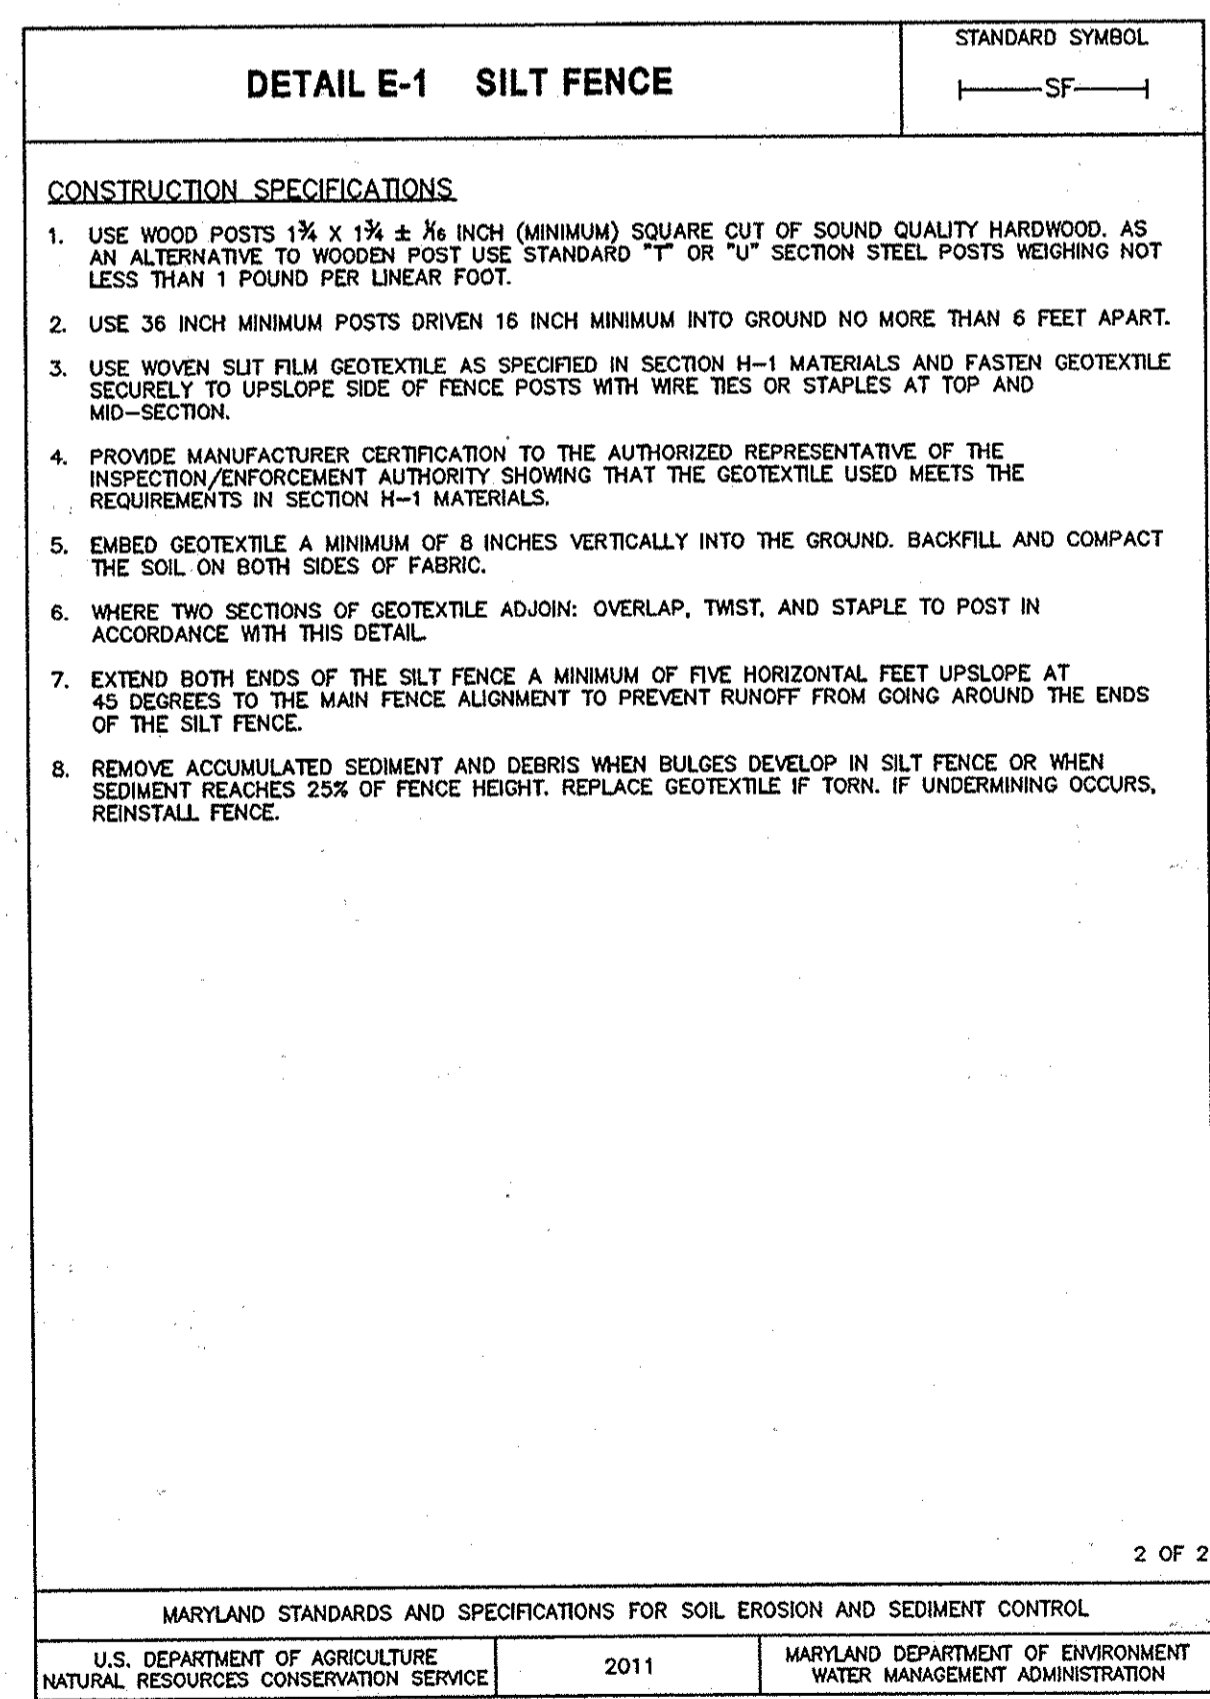 STANDARD SYMBOL
DETAIL E-1 SILT FENCE
SF
CONSTRUCTION SPECIFICATIONS
1. USE WOOD POSTS 1¾ X 1¾ ± 1/16 INCH (MINIMUM) SQUARE CUT OF SOUND QUALITY HARDWOOD. AS
AN ALTERNATIVE TO WOODEN POST USE STANDARD "T" OR "U" SECTION STEEL POSTS WEIGHING NOT
LESS THAN 1 POUND PER LINEAR FOOT.
2. USE 36 INCH MINIMUM POSTS DRIVEN 16 INCH MINIMUM INTO GROUND NO MORE THAN 6 FEET APART.
3. USE WOVEN SLIT FILM GEOTEXTILE AS SPECIFIED IN SECTION H-1 MATERIALS AND FASTEN GEOTEXTILE
SECURELY TO UPSLOPE SIDE OF FENCE POSTS WITH WIRE TIES OR STAPLES AT TOP AND
MID-SECTION.
4. PROVIDE MANUFACTURER CERTIFICATION TO THE AUTHORIZED REPRESENTATIVE OF THE
INSPECTION/ENFORCEMENT AUTHORITY SHOWING THAT THE GEOTEXTILE USED MEETS THE
REQUIREMENTS IN SECTION H-1 MATERIALS.
5. EMBED GEOTEXTILE A MINIMUM OF 8 INCHES VERTICALLY INTO THE GROUND. BACKFILL AND COMPACT
THE SOIL ON BOTH SIDES OF FABRIC.
6. WHERE TWO SECTIONS OF GEOTEXTILE ADJOIN: OVERLAP, TWIST, AND STAPLE TO POST IN
ACCORDANCE WITH THIS DETAIL
7. EXTEND BOTH ENDS OF THE SILT FENCE A MINIMUM OF FIVE HORIZONTAL FEET UPSLOPE AT
45 DEGREES TO THE MAIN FENCE ALIGNMENT TO PREVENT RUNOFF FROM GOING AROUND THE ENDS
OF THE SILT FENCE.
8. REMOVE ACCUMULATED SEDIMENT AND DEBRIS WHEN BULGES DEVELOP IN SILT FENCE OR WHEN
SEDIMENT REACHES 25% OF FENCE HEIGHT. REPLACE GEOTEXTILE IF TORN. IF UNDERMINING OCCURS,
REINSTALL FENCE.
2 OF 2
MARYLAND STANDARDS AND SPECIFICATIONS FOR SOIL EROSION AND SEDIMENT CONTROL
U.S. DEPARTMENT OF AGRICULTURE
NATURAL RESOURCES CONSERVATION SERVICE
2011
MARYLAND DEPARTMENT OF ENVIRONMENT
WATER MANAGEMENT ADMINISTRATION